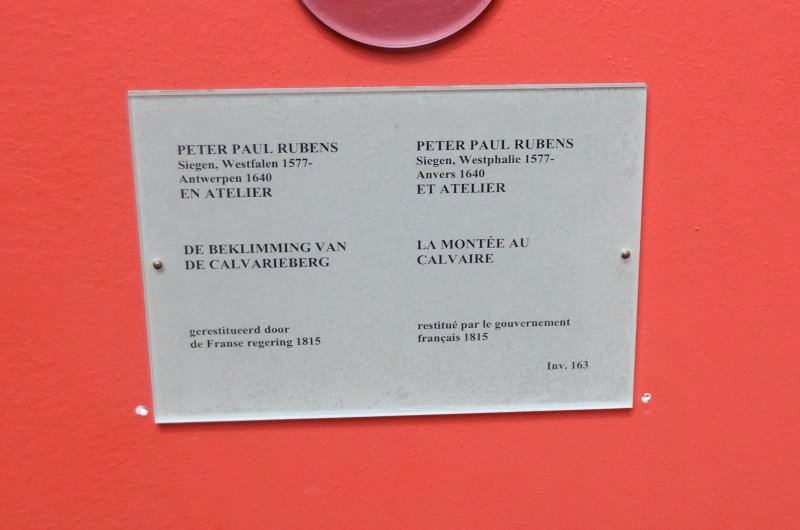 PETER PAUL RUBENS
Siegen, Westfalen 1577-
Antwerpen 1640
EN ATELIER
DE BEKLIMMING VAN
DE CALVARIEBERG
gerestitueerd door
de Franse regering 1815
PETER PAUL RUBENS
Siegen, Westphalie 1577-
Anvers 1640
ET ATELIER
LA MONTÉE AU
CALVAIRE
restitué par le gouvernement
français 1815
Inv. 163